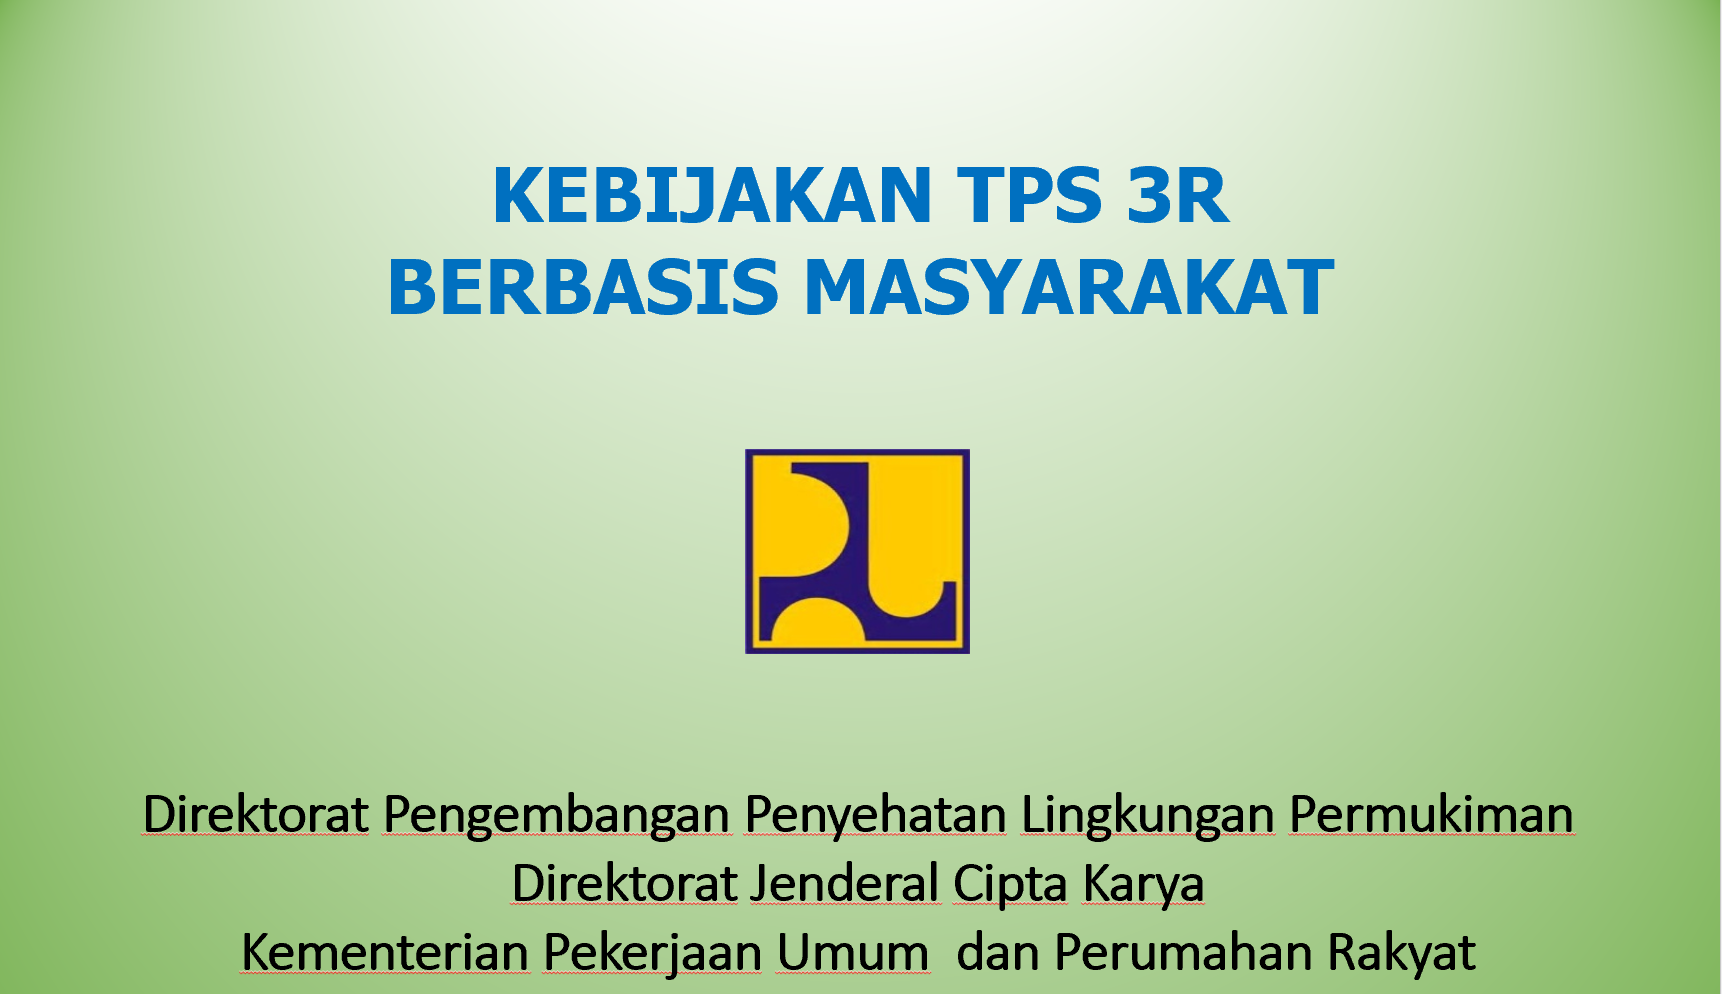 KEBIJAKAN TPS 3R
BERBASIS MASYARAKAT
Direktorat Pengembangan Penyehatan Lingkungan Permukiman
Direktorat Jenderal Cipta Karya
Kementerian Pekerjaan Umum  dan Perumahan Rakyat